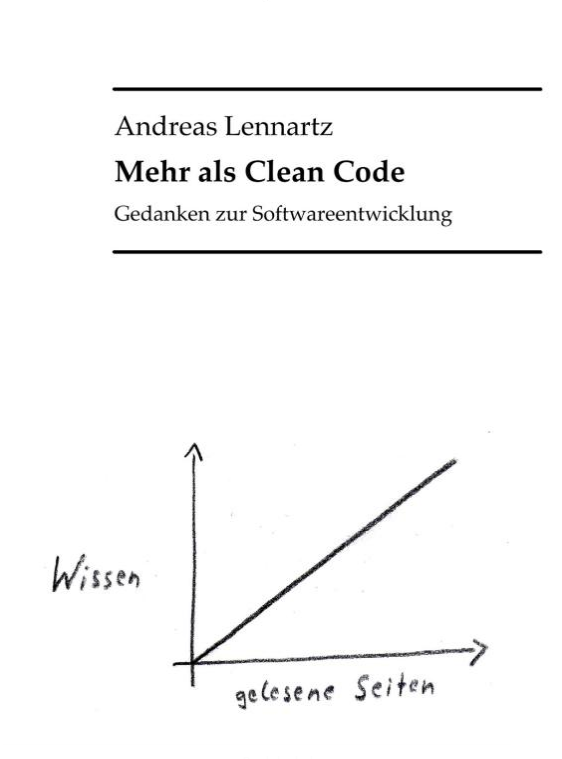 Andreas Lennartz
Mehr als Clean Code
Gedanken zur Softwareentwicklung
Wissen
gelesene Seiten